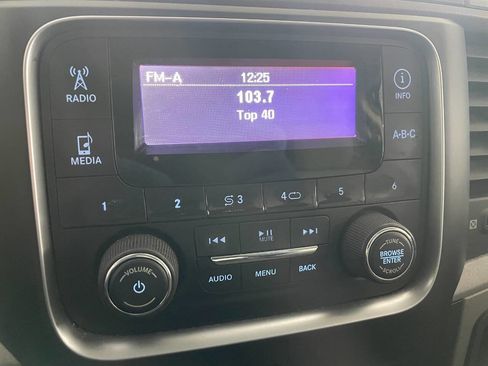 FM-A 12:25
103.7
Top 40
RADIO
INFO
MEDIA
A-B-C
1 2 3 4 5 6
MUTE
VOLUME
AUDIO MENU BACK
TUNE
BROWSE
ENTER
SCROLL